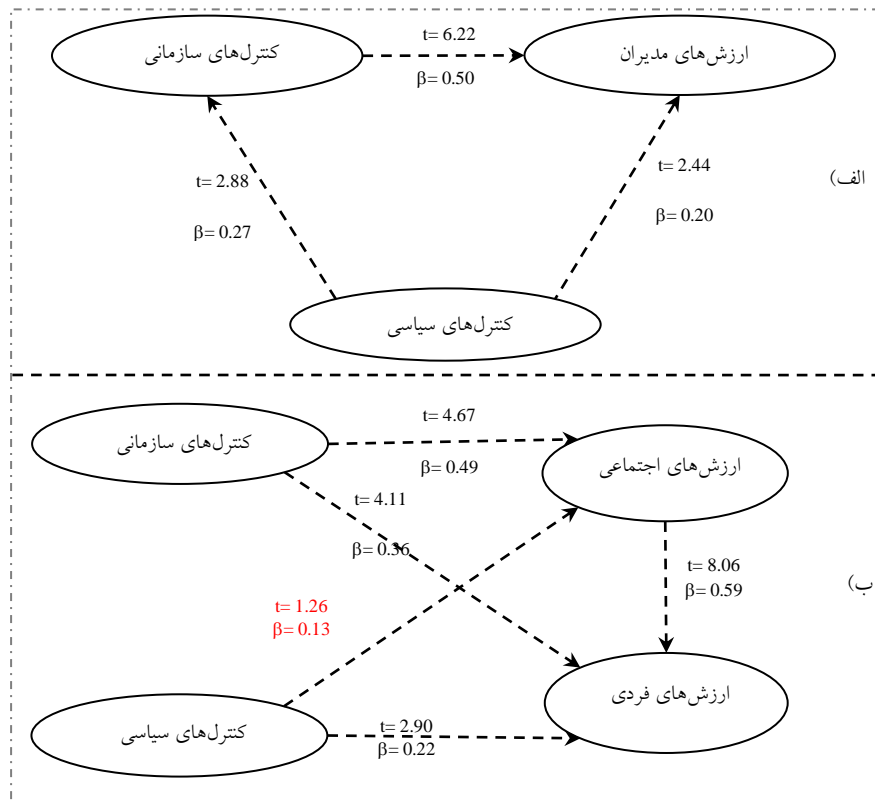 کنترل‌های سازمانی
t= 6.22
β= 0.50
ارزش‌های مدیران
t= 2.88
β= 0.27
t= 2.44
β= 0.20
الف)
کنترل‌های سیاسی
کنترل‌های سازمانی
t= 4.67
β= 0.49
ارزش‌های اجتماعی
t= 4.11
β= 0.36
t= 8.06
β= 0.59
ب)
t= 1.26
β= 0.13
ارزش‌های فردی
کنترل‌های سیاسی
t= 2.90
β= 0.22